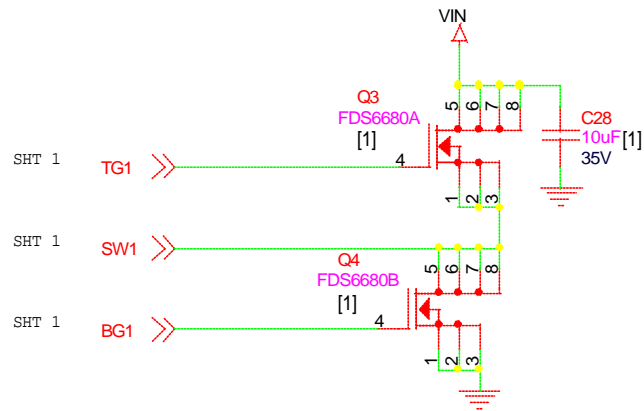 VIN
Q3
FDS6680A
[1]
5 6 7 8
C28
10uF[1]
35V
SHT 1 TG1 4
1 2 3
SHT 1 SW1
Q4
FDS6680B
[1]
5 6 7 8
SHT 1 BG1 4
1 2 3